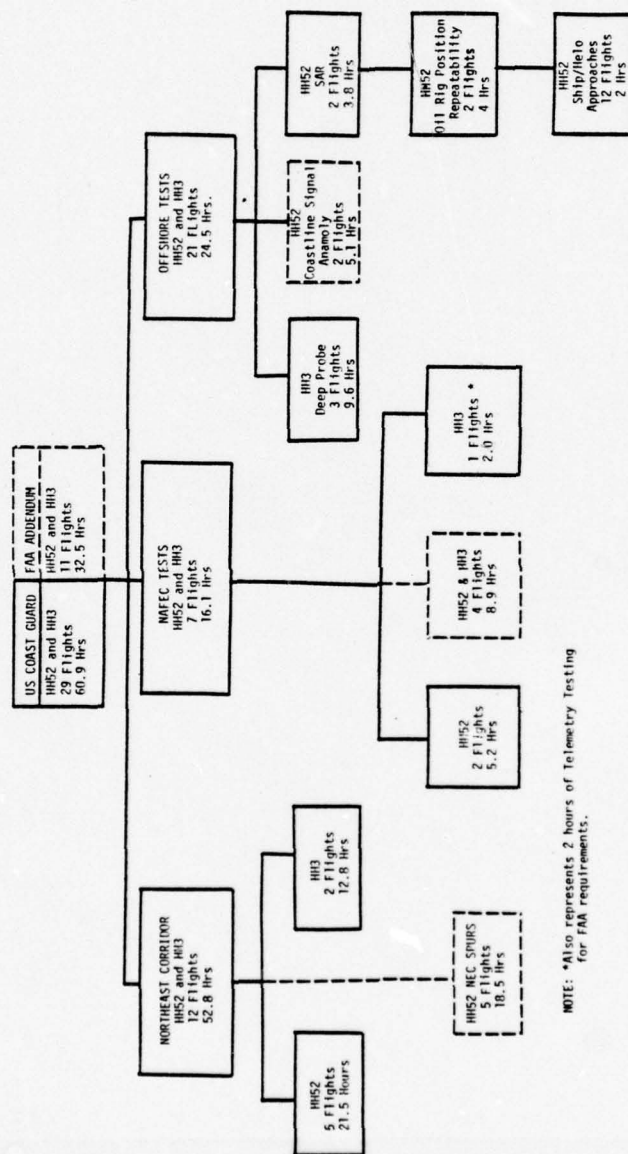 US COAST GUARD
HH52 and HH3
29 Flights
60.9 Hrs
FAA ADDENDUM
HH52 and HH3
11 Flights
32.5 Hrs
NORTHEAST CORRIDOR
HH52 and HH3
12 Flights
52.8 Hrs
NAFEC TESTS
HH52 and HH3
7 Flights
16.1 Hrs
OFFSHORE TESTS
HH52 and HH3
21 FLights
24.5 Hrs.
HH52
5 Flights
21.5 Hours
HH3
2 Flights
12.8 Hrs
HH52 NEC SPURS
5 Flights
18.5 Hrs
HH52
2 Flights
5.2 Hrs
HH52 & HH3
4 Flights
8.9 Hrs
HH3
1 Flights *
2.0 Hrs
HH3
Deep Probe
3 Flights
9.6 Hrs
HH52
Coastline Signal
Anamoly
2 Flights
5.1 Hrs
HH52
SAR
2 Flights
3.8 Hrs
HH52
Oil Rig Position
Repeatability
2 Flights
4 Hrs
HH52
Ship/Helo
Approaches
12 Flights
2 Hrs
NOTE: *Also represents 2 hours of Telemetry Testing
for FAA requirements.